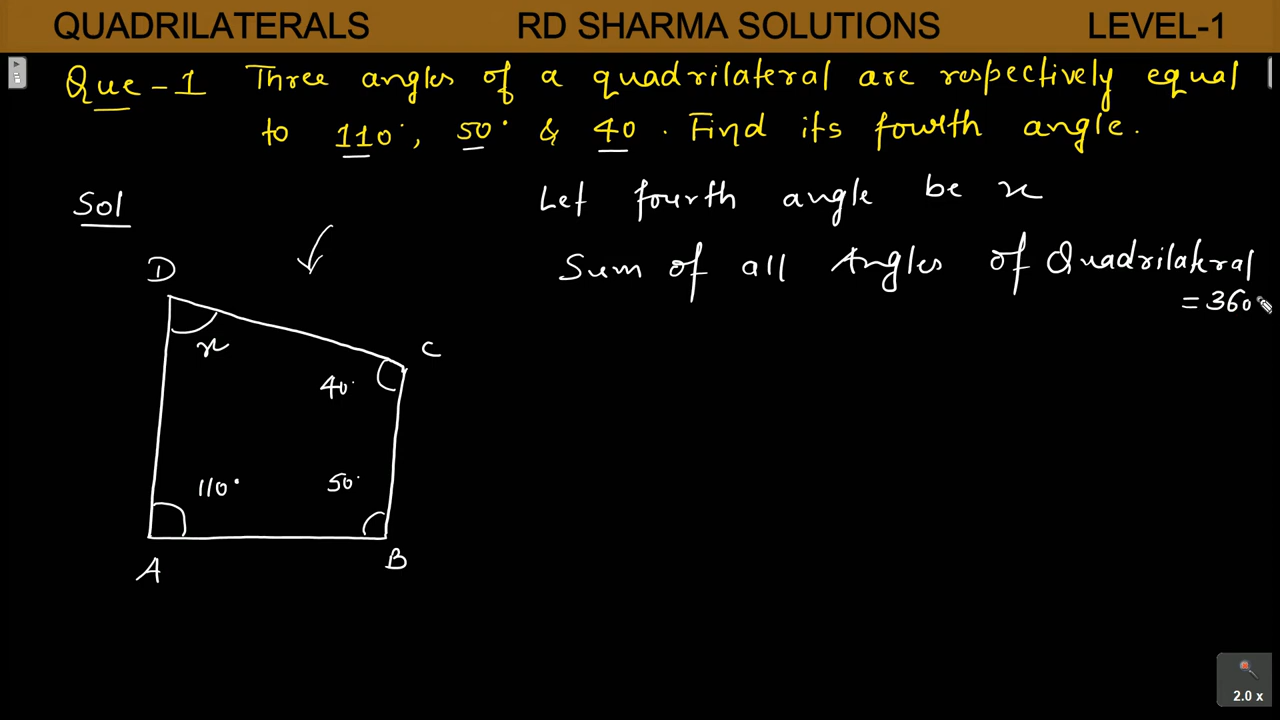 QUADRILATERALS RD SHARMA SOLUTIONS LEVEL-1
Que-1 Three angles of a quadrilateral are respectively equal
to 110°, 50° & 40. Find its fourth angle.
Sol
Let fourth angle be x
Sum of all Angles of Quadrilateral
= 360
D
x
C
40°
110°
50°
A
B
2.0 x